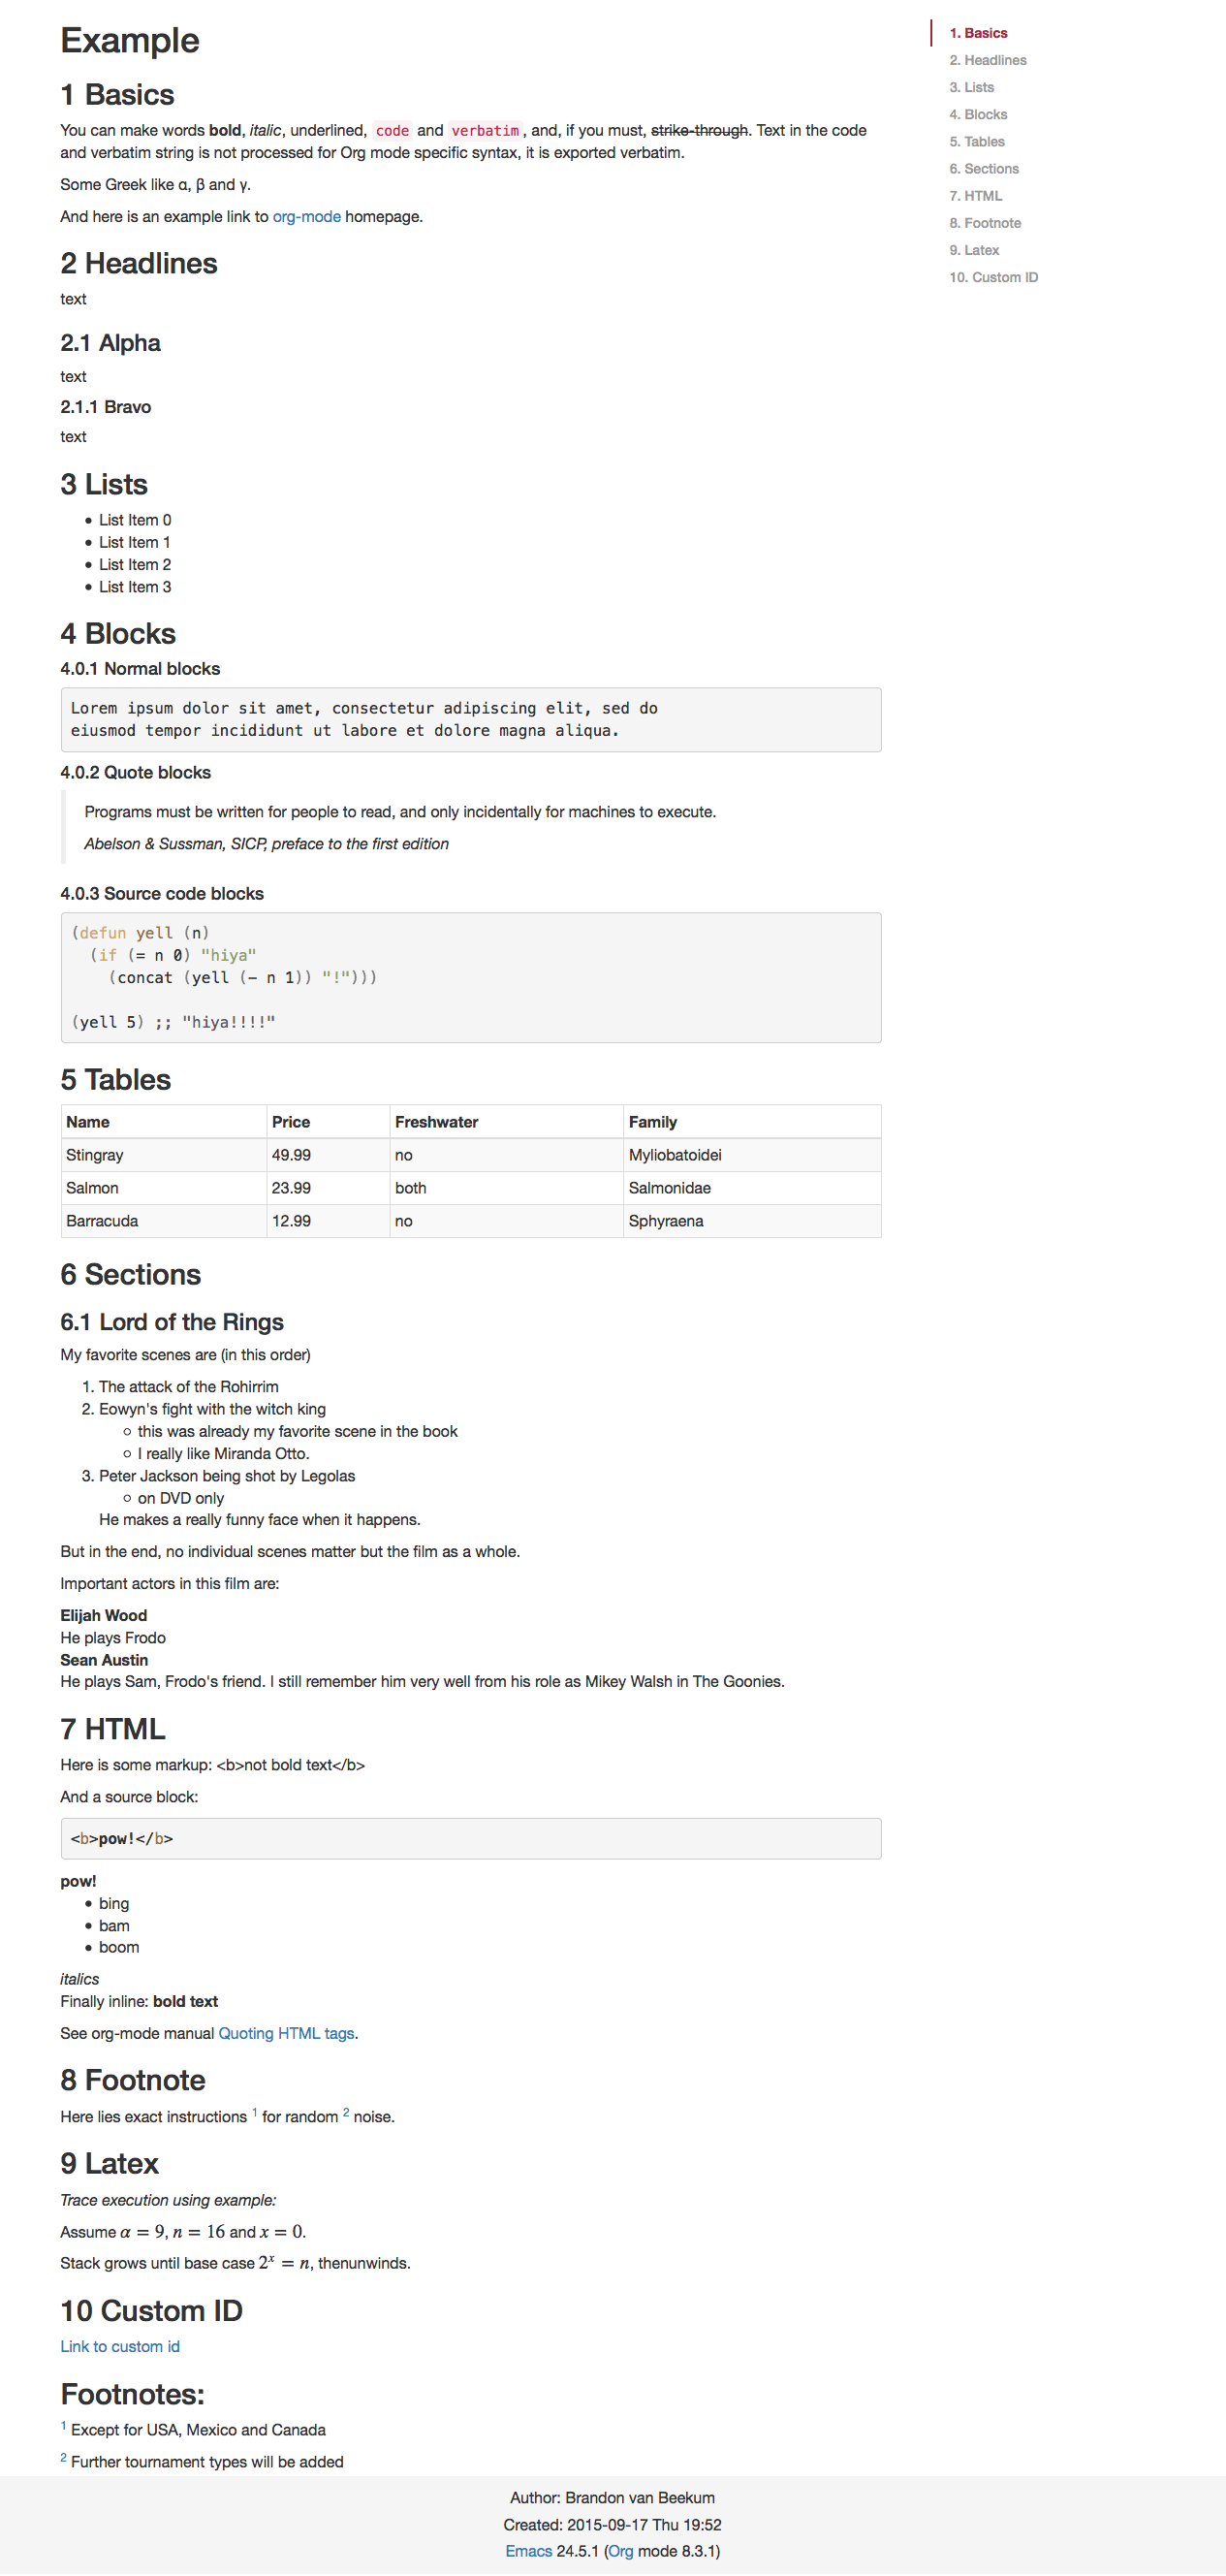 Example
1 Basics
You can make words bold, italic, underlined, code and verbatim, and, if you must, strike-through. Text in the code
and verbatim string is not processed for Org mode specific syntax, it is exported verbatim.
Some Greek like α, β and γ.
And here is an example link to org-mode homepage.
2 Headlines
text
2.1 Alpha
text
2.1.1 Bravo
text
3 Lists
• List Item 0
• List Item 1
• List Item 2
• List Item 3
4 Blocks
4.0.1 Normal blocks
Lorem ipsum dolor sit amet, consectetur adipiscing elit, sed do
eiusmod tempor incididunt ut labore et dolore magna aliqua.
4.0.2 Quote blocks
Programs must be written for people to read, and only incidentally for machines to execute.
Abelson & Sussman, SICP, preface to the first edition
4.0.3 Source code blocks
(defun yell (n)
  (if (= n 0) "hiya"
    (concat (yell (- n 1)) "!")))
(yell 5) ;; "hiya!!!!"
5 Tables
Name Price Freshwater Family
Stingray 49.99 no Myliobatoidei
Salmon 23.99 both Salmonidae
Barracuda 12.99 no Sphyraena
6 Sections
6.1 Lord of the Rings
My favorite scenes are (in this order)
1. The attack of the Rohirrim
2. Eowyn's fight with the witch king
○ this was already my favorite scene in the book
○ I really like Miranda Otto.
3. Peter Jackson being shot by Legolas
○ on DVD only
He makes a really funny face when it happens.
But in the end, no individual scenes matter but the film as a whole.
Important actors in this film are:
Elijah Wood
He plays Frodo
Sean Austin
He plays Sam, Frodo's friend. I still remember him very well from his role as Mikey Walsh in The Goonies.
7 HTML
Here is some markup: <b>not bold text</b>
And a source block:
<b>pow!</b>
pow!
• bing
• bam
• boom
italics
Finally inline: bold text
See org-mode manual Quoting HTML tags.
8 Footnote
Here lies exact instructions 1 for random 2 noise.
9 Latex
Trace execution using example:
Assume α = 9, n = 16 and x = 0.
Stack grows until base case 2ˣ = n, thenunwinds.
10 Custom ID
Link to custom id
Footnotes:
1 Except for USA, Mexico and Canada
2 Further tournament types will be added
Author: Brandon van Beekum
Created: 2015-09-17 Thu 19:52
Emacs 24.5.1 (Org mode 8.3.1)
1. Basics
2. Headlines
3. Lists
4. Blocks
5. Tables
6. Sections
7. HTML
8. Footnote
9. Latex
10. Custom ID